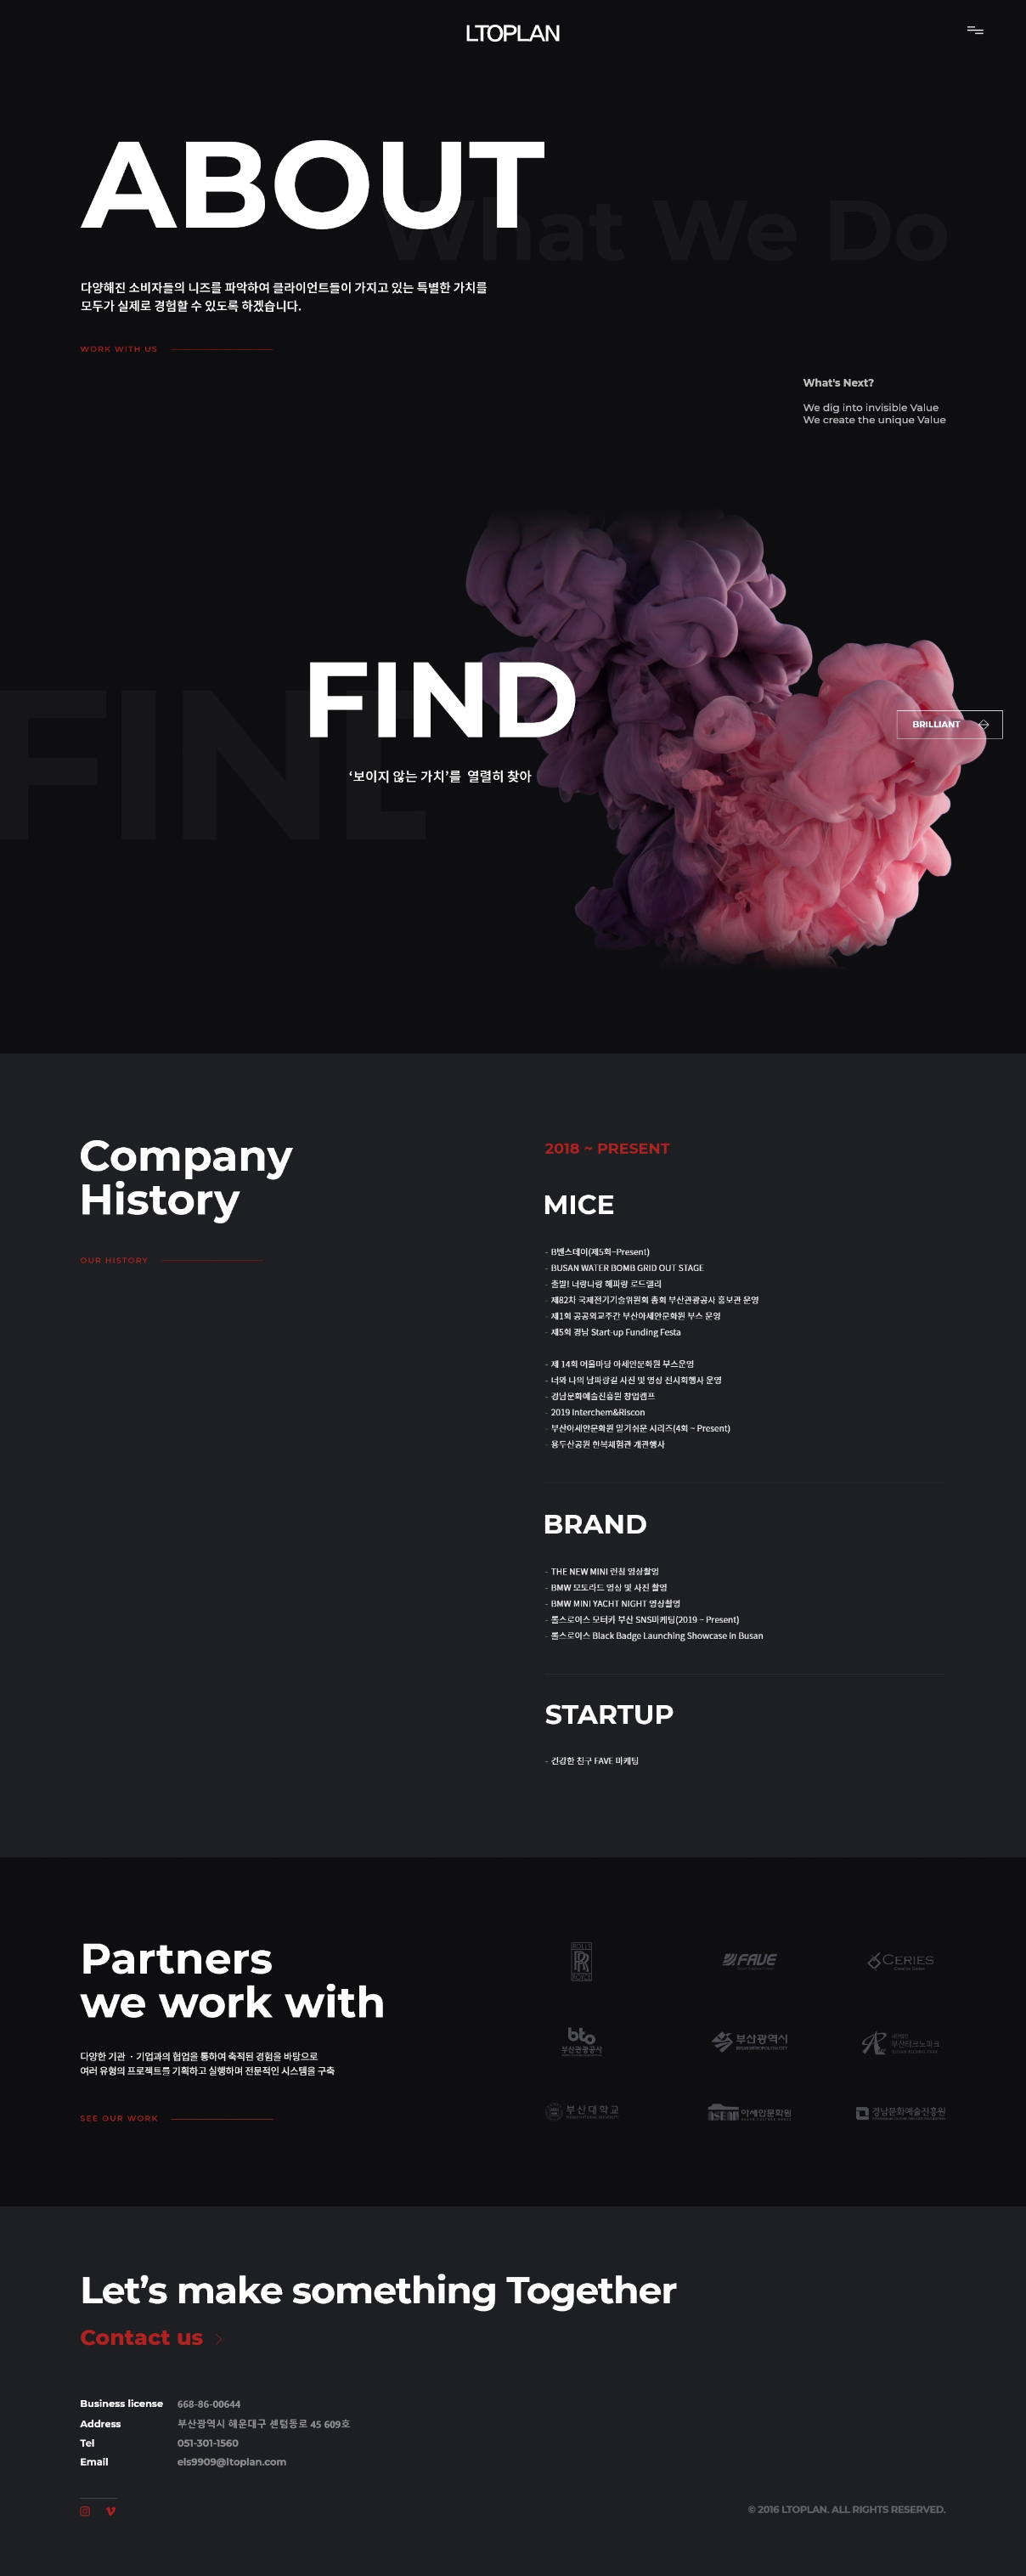 LTOPLAN
ABOUT
What We Do
다양해진 소비자들의 니즈를 파악하여 클라이언트들이 가지고 있는 특별한 가치를
모두가 실제로 경험할 수 있도록 하겠습니다.
WORK WITH US
What's Next?
We dig into invisible Value
We create the unique Value
FIND
FIND
BRILLIANT
‘보이지 않는 가치’를 열렬히 찾아
Company
History
OUR HISTORY
2018 ~ PRESENT
MICE
- B벤스데이(제5회~Present)
- BUSAN WATER BOMB GRID OUT STAGE
- 출발! 너랑나랑 해파랑 로드랠리
- 제82차 국제전기기술위원회 총회 부산관광공사 홍보관 운영
- 제1회 공공외교주간 부산아세안문화원 부스 운영
- 제5회 경남 Start-up Funding Festa
- 제 14회 어울마당 아세안문화원 부스운영
- 너와 나의 남파랑길 사진 및 영상 전시회행사 운영
- 경남문화예술진흥원 창업캠프
- 2019 Interchem&Riscon
- 부산아세안문화원 알기쉬운 시리즈(4회 ~ Present)
- 용두산공원 한복체험관 개관행사
BRAND
- THE NEW MINI 런칭 영상촬영
- BMW 모토라드 영상 및 사진 촬영
- BMW MINI YACHT NIGHT 영상촬영
- 롤스로이스 모터카 부산 SNS마케팅(2019 ~ Present)
- 롤스로이스 Black Badge Launching Showcase in Busan
STARTUP
- 건강한 친구 FAVE 마케팅
Partners
we work with
다양한 기관 · 기업과의 협업을 통하여 축적된 경험을 바탕으로
여러 유형의 프로젝트를 기획하고 실행하며 전문적인 시스템을 구축
SEE OUR WORK
ROLLS
RR
ROYCE
FAVE
CERIES
bto
부산관광공사
부산광역시
부산테크노파크
부산대학교
아세안문화원
경남문화예술진흥원
Let’s make something Together
Contact us
Business license 668-86-00644
Address 부산광역시 해운대구 센텀동로 45 609호
Tel 051-301-1560
Email els9909@ltoplan.com
© 2016 LTOPLAN. ALL RIGHTS RESERVED.